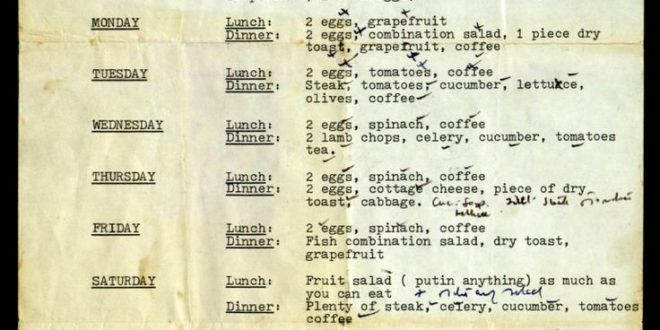 MONDAY Lunch: 2 eggs, grapefruit
Dinner: 2 eggs, combination salad, 1 piece dry
toast, grapefruit, coffee
TUESDAY Lunch: 2 eggs, tomatoes, coffee
Dinner: Steak, tomatoes, cucumber, lettuce,
olives, coffee
WEDNESDAY Lunch: 2 eggs, spinach, coffee
Dinner: 2 lamb chops, celery, cucumber, tomatoes
tea.
THURSDAY Lunch: 2 eggs, spinach, coffee
Dinner: 2 eggs, cottage cheese, piece of dry
toast, cabbage.
FRIDAY Lunch: 2 eggs, spinach, coffee
Dinner: Fish combination salad, dry toast,
grapefruit
SATURDAY Lunch: Fruit salad ( putin anything) as much as
you can eat
Dinner: Plenty of steak, celery, cucumber, tomatoes
coffee